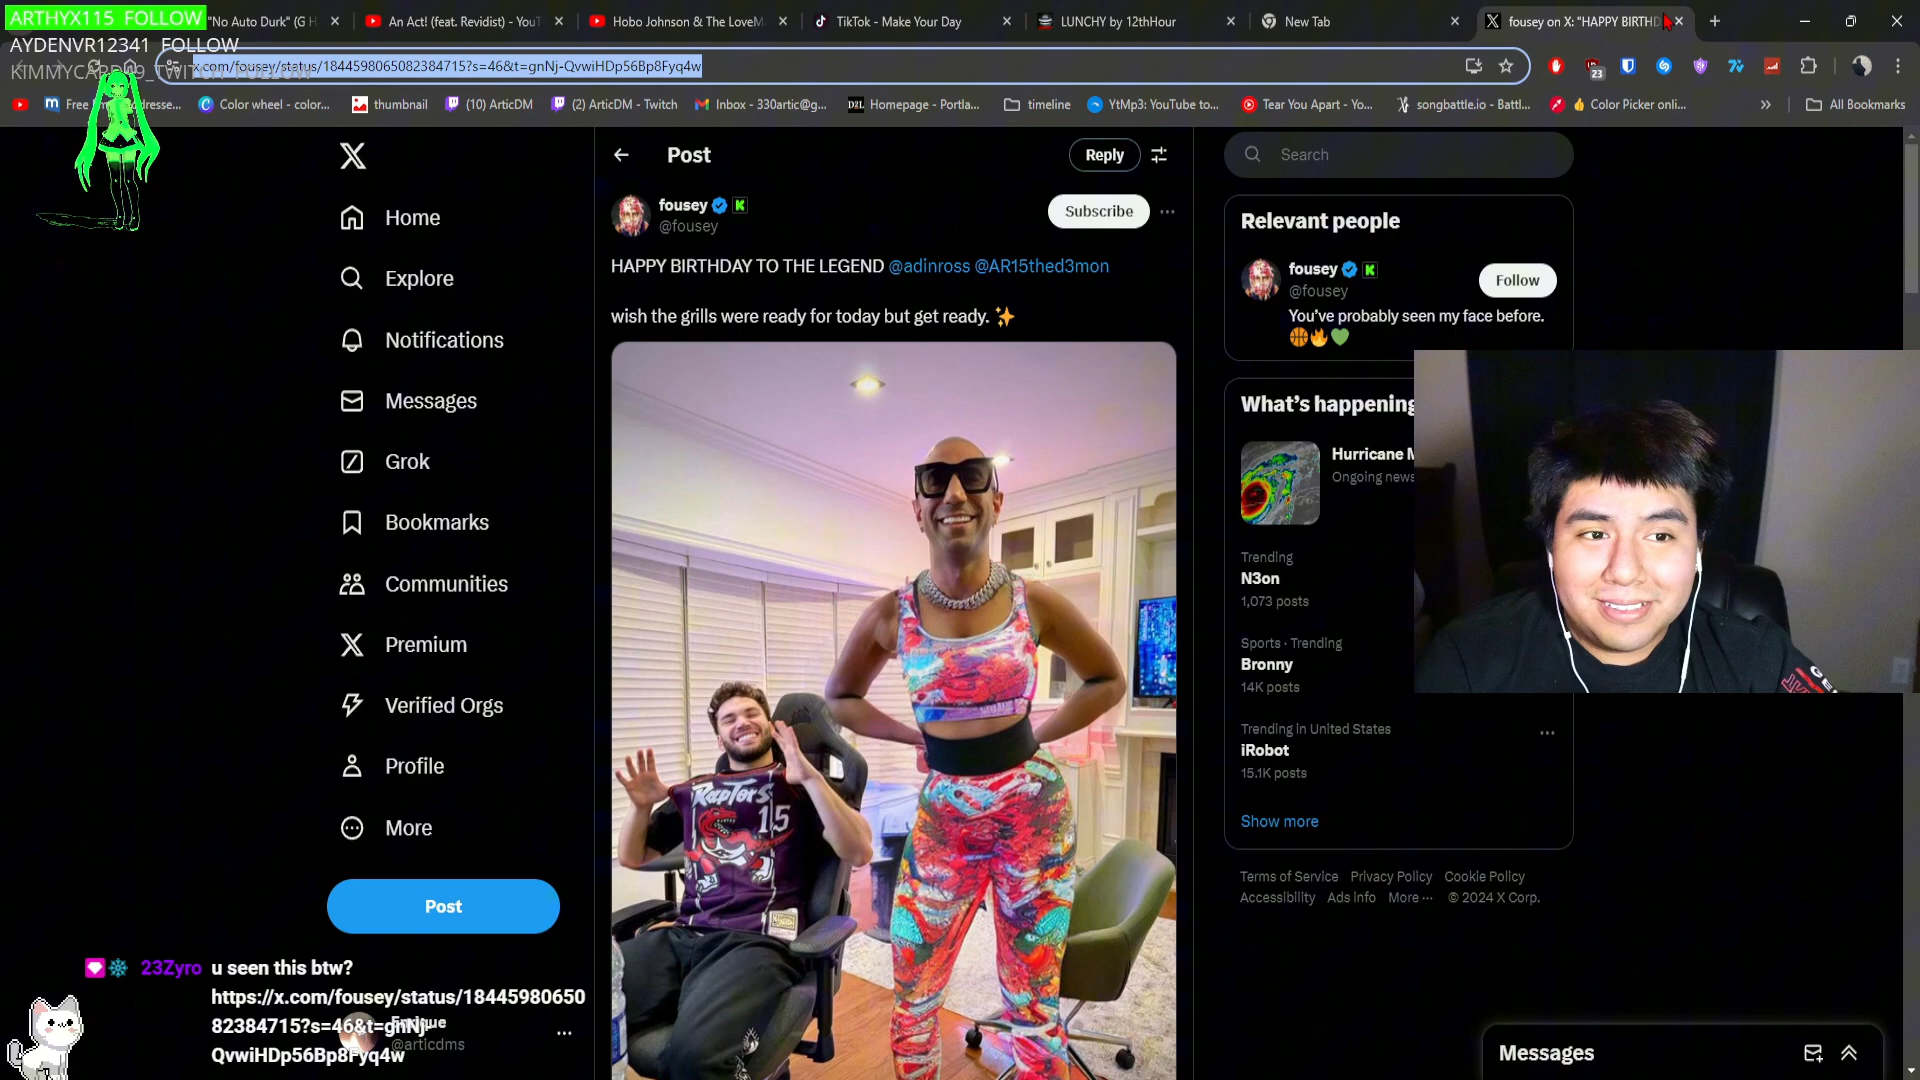 ARTHYX115 FOLLOW
AYDENVR12341 FOLLOW
"No Auto Durk" (G H
An Act! (feat. Revidist) - YouT
Hobo Johnson & The LoveM
TikTok - Make Your Day
LUNCHY by 12thHour
New Tab
fousey on X: "HAPPY BIRTHD
x.com/fousey/status/1844598065082384715?s=46&t=gnNj-QvwiHDp56Bp8Fyq4w
23
Color wheel - color...
thumbnail
(10) ArticDM
(2) ArticDM - Twitch
Inbox - 330artic@g...
D2L
Homepage - Portla...
timeline
YtMp3: YouTube to...
Tear You Apart - Yo...
songbattle.io - Battl...
Color Picker onli...
All Bookmarks
Home
Explore
Notifications
Messages
Grok
Bookmarks
Communities
Premium
Verified Orgs
Profile
More
Post
@articdms
Post
Reply
fousey
@fousey
Subscribe
HAPPY BIRTHDAY TO THE LEGEND @adinross @AR15thed3mon
wish the grills were ready for today but get ready. ✨
RAPTORS
15
Search
Relevant people
fousey
@fousey
Follow
You've probably seen my face before.
🏀🔥💚
What's happening
Hurricane M
Ongoing news
Trending
N3on
1,073 posts
Sports · Trending
Bronny
14K posts
Trending in United States
iRobot
15.1K posts
Show more
Terms of Service Privacy Policy Cookie Policy
Accessibility Ads info More ··· © 2024 X Corp.
Messages
23Zyro u seen this btw?
https://x.com/fousey/status/18445980650
82384715?s=46&t=gnNj-
QvwiHDp56Bp8Fyq4w